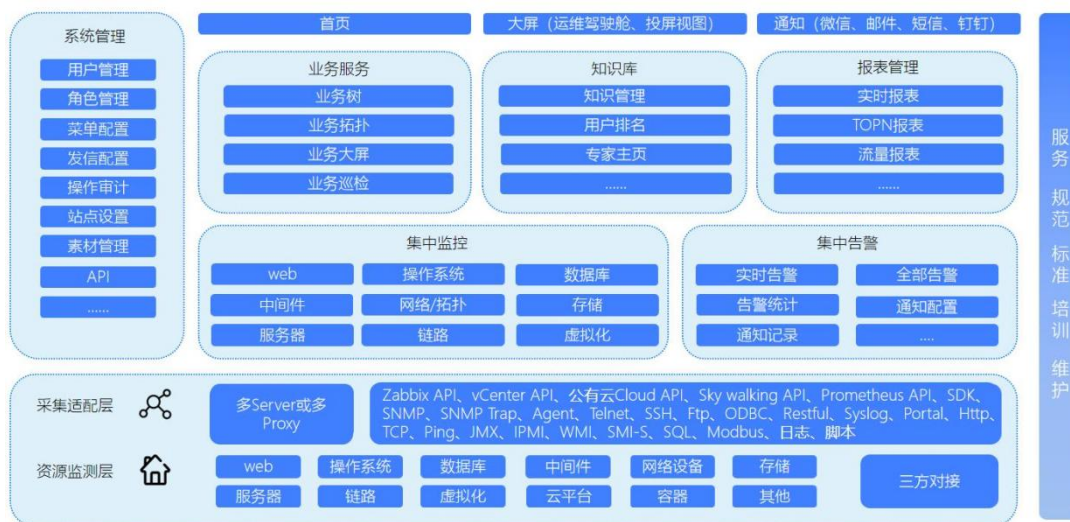 系统管理
用户管理
角色管理
菜单配置
发信配置
操作审计
站点设置
素材管理
API
......
首页
大屏（运维驾驶舱、投屏视图）
通知（微信、邮件、短信、钉钉）
业务服务
业务树
业务拓扑
业务大屏
业务巡检
知识库
知识管理
用户排名
专家主页
......
报表管理
实时报表
TOPN报表
流量报表
......
集中监控
web
操作系统
数据库
中间件
网络/拓扑
存储
服务器
链路
虚拟化
集中告警
实时告警
全部告警
告警统计
通知配置
通知记录
....
采集适配层
多Server或多
Proxy
Zabbix API、vCenter API、公有云Cloud API、Sky walking API、Prometheus API、SDK、
SNMP、SNMP Trap、Agent、Telnet、SSH、Ftp、ODBC、Restful、Syslog、Portal、Http、
TCP、Ping、JMX、IPMI、WMI、SMI-S、SQL、Modbus、日志、脚本
资源监测层
web
操作系统
数据库
中间件
网络设备
存储
服务器
链路
虚拟化
云平台
容器
其他
三方对接
服务
规范
标准
培训
维护